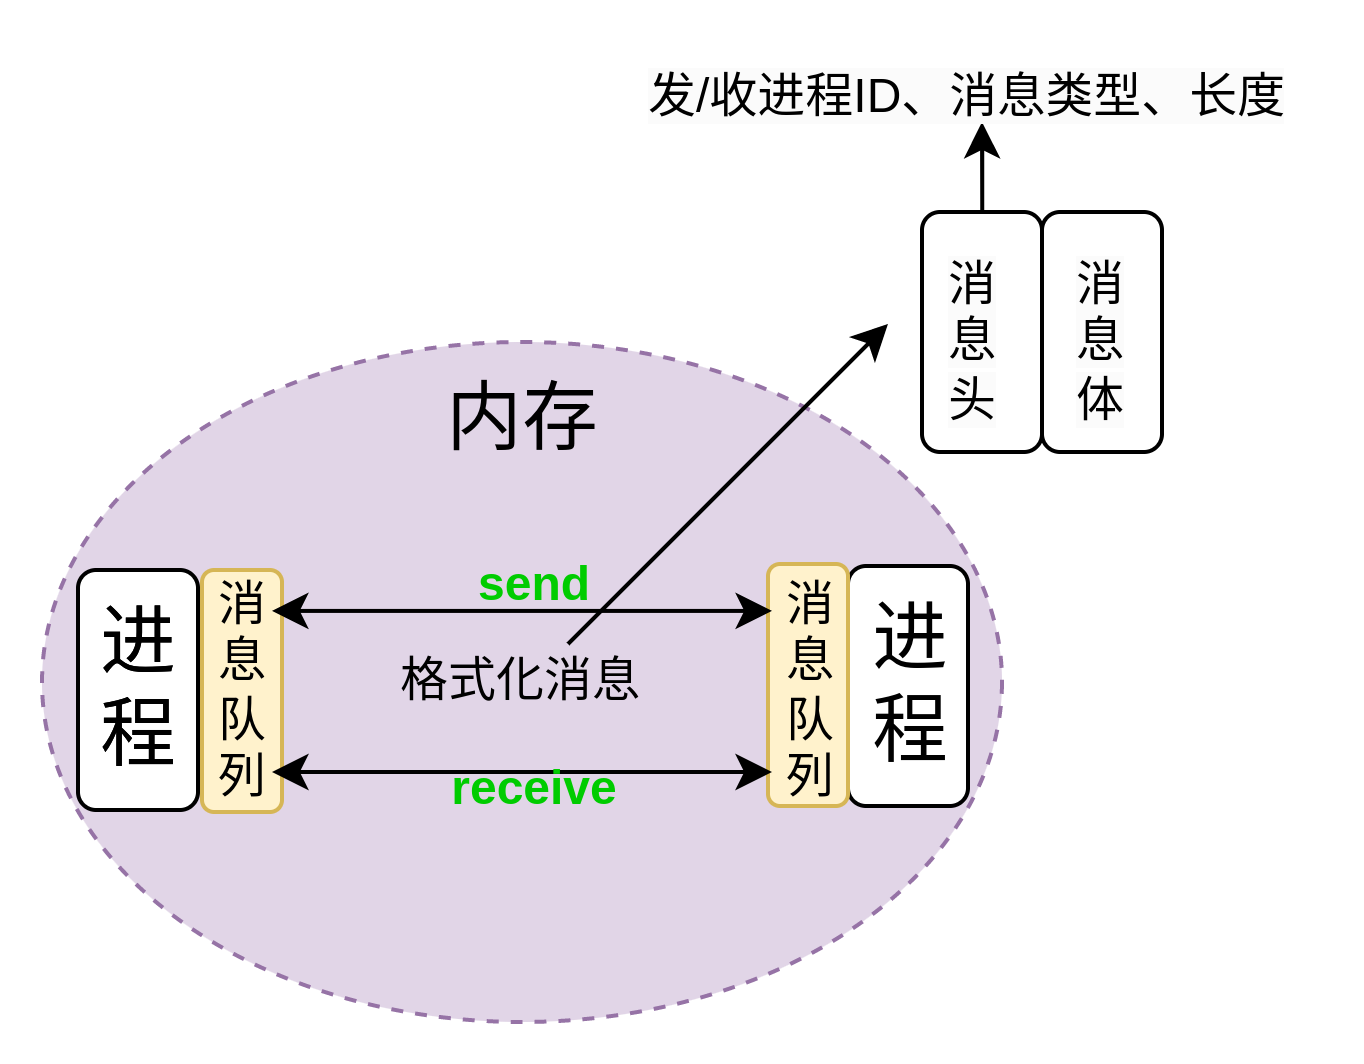 发/收进程ID、消息类型、长度
消
息
头
消
息
体
内存
进
程
消
息
队
列
send
格式化消息
receive
消
息
队
列
进
程